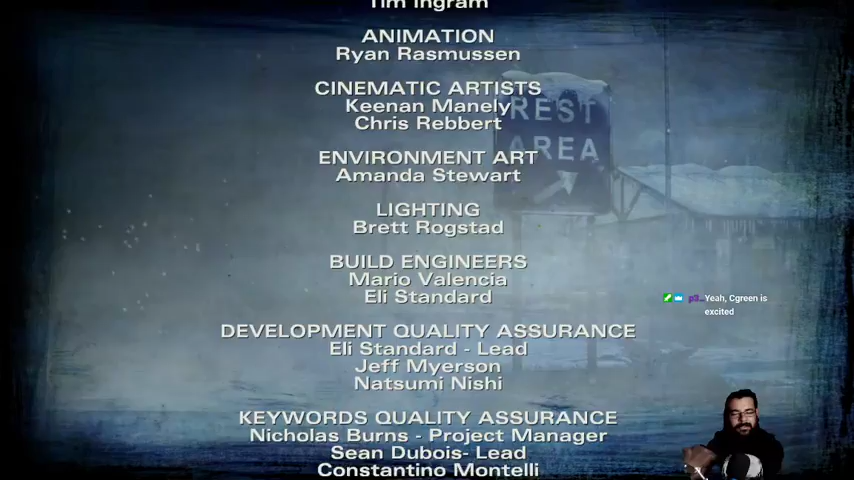 Tim Ingram
ANIMATION
Ryan Rasmussen
CINEMATIC ARTISTS
Keenan Manely
Chris Rebbert
REST
AREA
ENVIRONMENT ART
Amanda Stewart
LIGHTING
Brett Rogstad
BUILD ENGINEERS
Mario Valencia
Eli Standard
Yeah, Cgreen is
excited
DEVELOPMENT QUALITY ASSURANCE
Eli Standard - Lead
Jeff Myerson
Natsumi Nishi
KEYWORDS QUALITY ASSURANCE
Nicholas Burns - Project Manager
Sean Dubois- Lead
Constantino Montelli